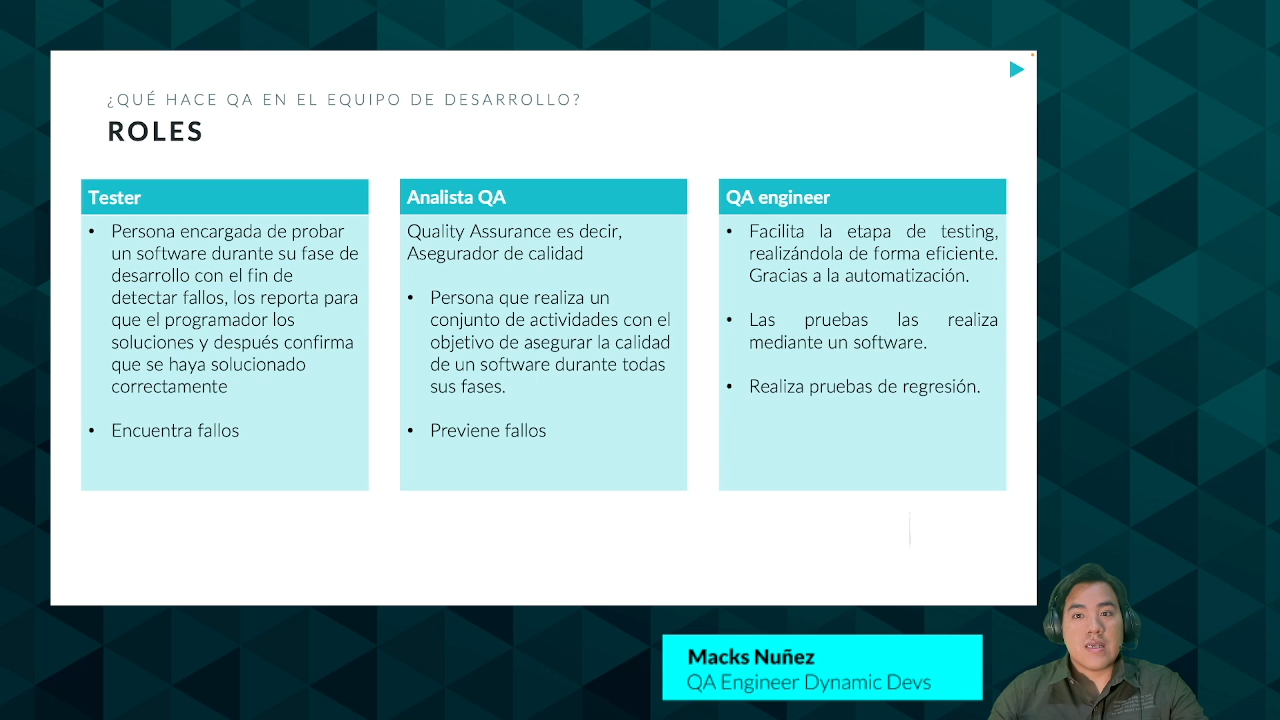 ¿QUÉ HACE QA EN EL EQUIPO DE DESARROLLO?
ROLES
Tester
• Persona encargada de probar
un software durante su fase de
desarrollo con el fin de
detectar fallos, los reporta para
que el programador los
soluciones y después confirma
que se haya solucionado
correctamente
• Encuentra fallos
Analista QA
Quality Assurance es decir,
Asegurador de calidad
• Persona que realiza un
conjunto de actividades con el
objetivo de asegurar la calidad
de un software durante todas
sus fases.
• Previene fallos
QA engineer
• Facilita la etapa de testing,
realizándola de forma eficiente.
Gracias a la automatización.
• Las pruebas las realiza
mediante un software.
• Realiza pruebas de regresión.
Macks Nuñez
QA Engineer Dynamic Devs